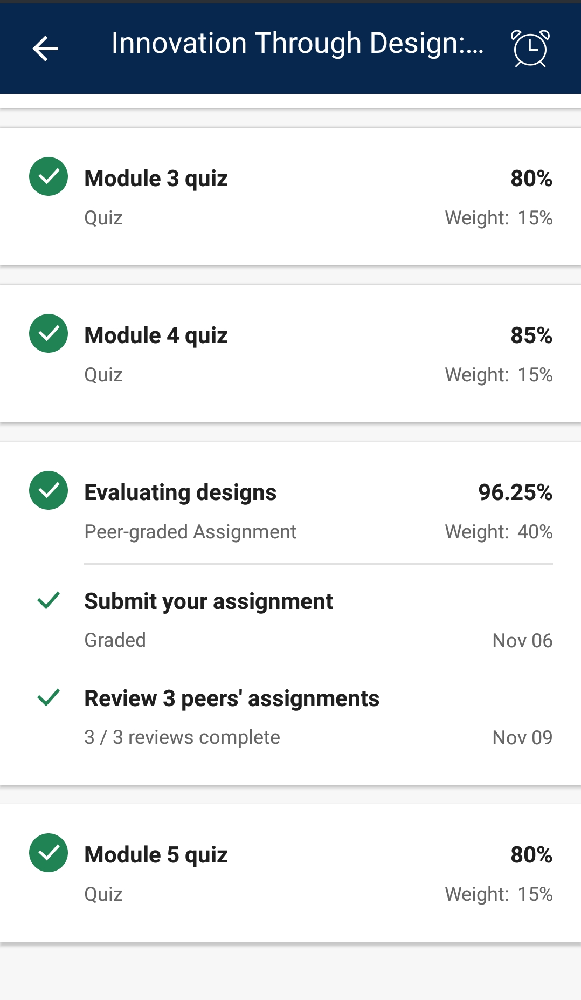 Innovation Through Design:...
Module 3 quiz 80%
Quiz Weight: 15%
Module 4 quiz 85%
Quiz Weight: 15%
Evaluating designs 96.25%
Peer-graded Assignment Weight: 40%
Submit your assignment
Graded Nov 06
Review 3 peers' assignments
3 / 3 reviews complete Nov 09
Module 5 quiz 80%
Quiz Weight: 15%